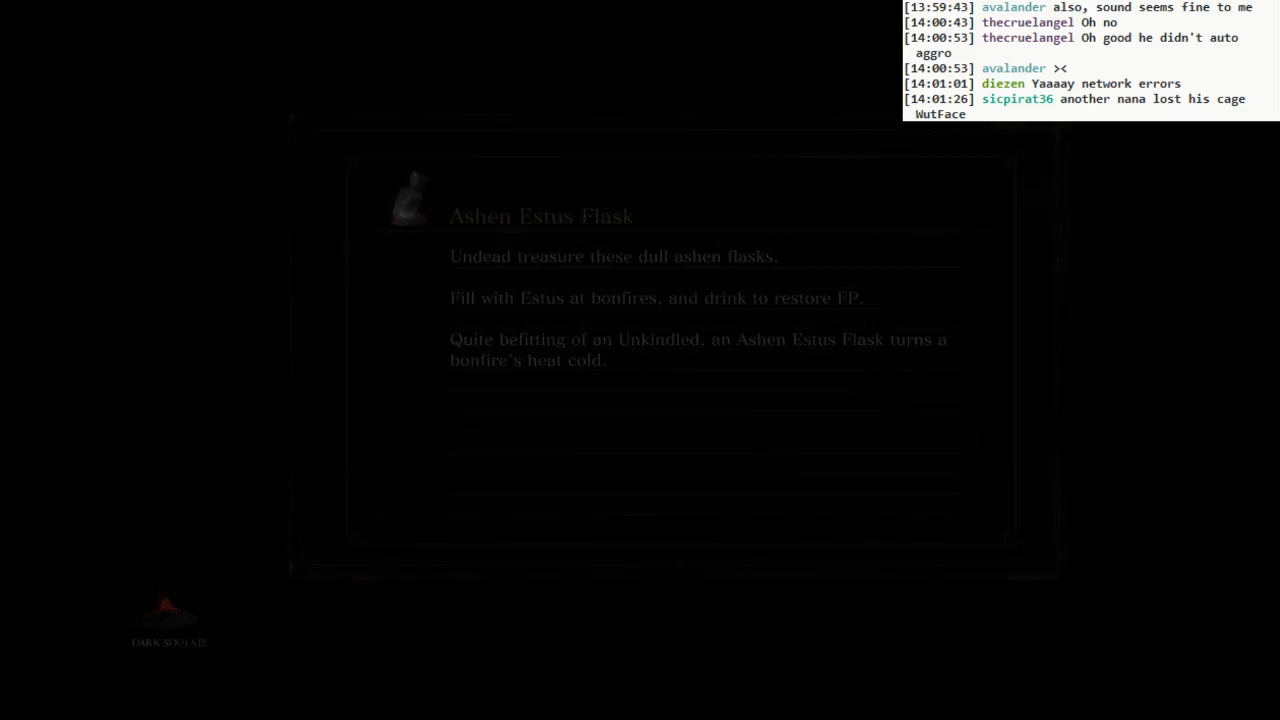 [13:59:43] avalander also, sound seems fine to me
[14:00:43] thecruelangel Oh no
[14:00:53] thecruelangel Oh good he didn't auto
aggro
[14:00:53] avalander ><
[14:01:01] diezen Yaaaay network errors
[14:01:26] sicpirat36 another nana lost his cage
WutFace
Ashen Estus Flask
Undead treasure these dull ashen flasks.
Fill with Estus at bonfires, and drink to restore FP.
Quite befitting of an Unkindled, an Ashen Estus Flask turns a
bonfire's heat cold.
DARK SOULS III